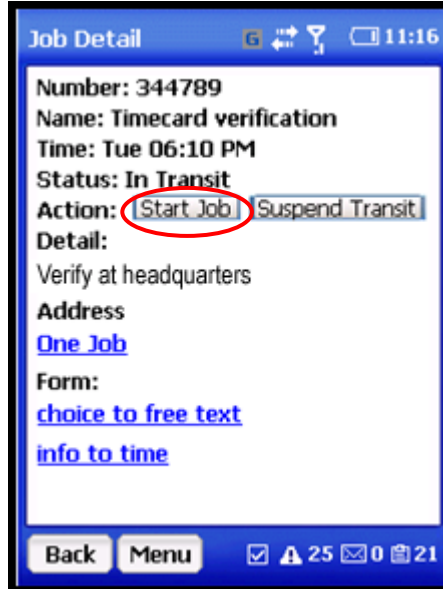 Job Detail G 11:16
Number: 344789
Name: Timecard verification
Time: Tue 06:10 PM
Status: In Transit
Action: Start Job Suspend Transit
Detail:
Verify at headquarters
Address
One Job
Form:
choice to free text
info to time
Back Menu 25 0 21